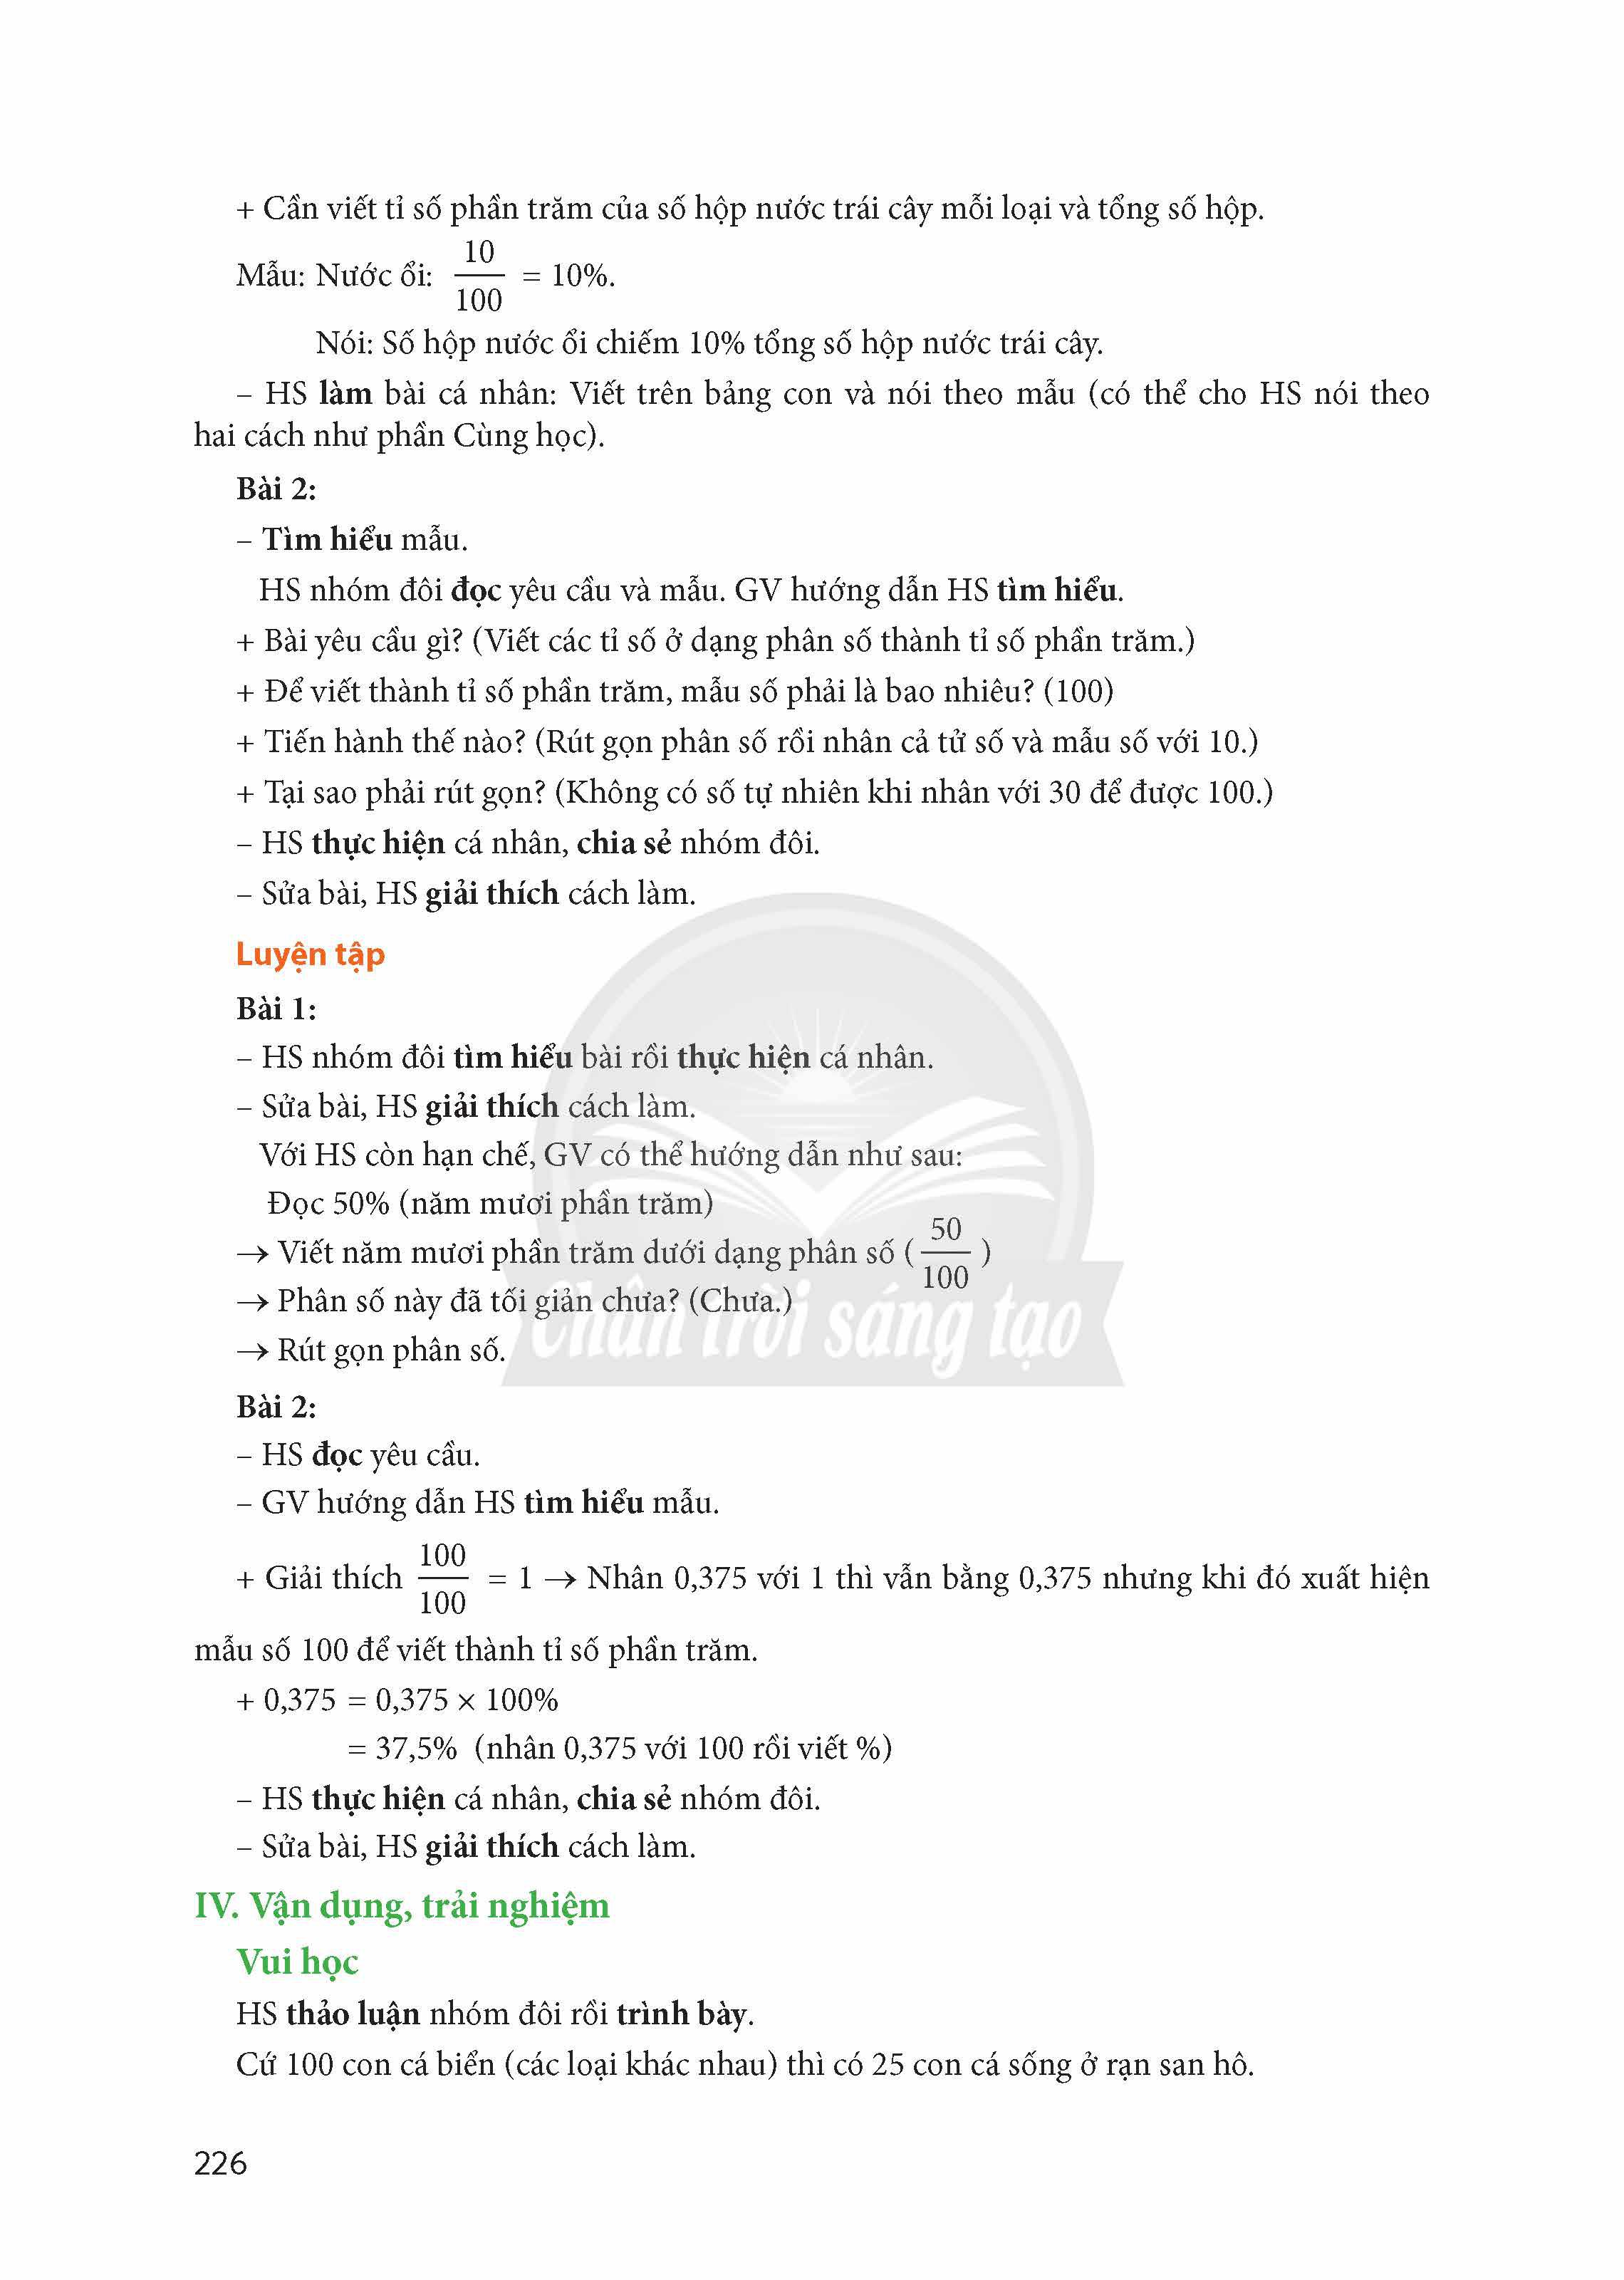 + Cần viết tỉ số phần trăm của số hộp nước trái cây mỗi loại và tổng số hộp.
Mẫu: Nước ổi: 10/100 = 10%.
Nói: Số hộp nước ổi chiếm 10% tổng số hộp nước trái cây.
– HS làm bài cá nhân: Viết trên bảng con và nói theo mẫu (có thể cho HS nói theo
hai cách như phần Cùng học).
Bài 2:
– Tìm hiểu mẫu.
HS nhóm đôi đọc yêu cầu và mẫu. GV hướng dẫn HS tìm hiểu.
+ Bài yêu cầu gì? (Viết các tỉ số ở dạng phân số thành tỉ số phần trăm.)
+ Để viết thành tỉ số phần trăm, mẫu số phải là bao nhiêu? (100)
+ Tiến hành thế nào? (Rút gọn phân số rồi nhân cả tử số và mẫu số với 10.)
+ Tại sao phải rút gọn? (Không có số tự nhiên khi nhân với 30 để được 100.)
– HS thực hiện cá nhân, chia sẻ nhóm đôi.
– Sửa bài, HS giải thích cách làm.
Luyện tập
Bài 1:
– HS nhóm đôi tìm hiểu bài rồi thực hiện cá nhân.
– Sửa bài, HS giải thích cách làm.
Với HS còn hạn chế, GV có thể hướng dẫn như sau:
Đọc 50% (năm mươi phần trăm)
→ Viết năm mươi phần trăm dưới dạng phân số (50/100)
→ Phân số này đã tối giản chưa? (Chưa.)
→ Rút gọn phân số.
Chân trời sáng tạo
Bài 2:
– HS đọc yêu cầu.
– GV hướng dẫn HS tìm hiểu mẫu.
+ Giải thích 100/100 = 1 → Nhân 0,375 với 1 thì vẫn bằng 0,375 nhưng khi đó xuất hiện
mẫu số 100 để viết thành tỉ số phần trăm.
+ 0,375 = 0,375 × 100%
= 37,5% (nhân 0,375 với 100 rồi viết %)
– HS thực hiện cá nhân, chia sẻ nhóm đôi.
– Sửa bài, HS giải thích cách làm.
IV. Vận dụng, trải nghiệm
Vui học
HS thảo luận nhóm đôi rồi trình bày.
Cứ 100 con cá biển (các loại khác nhau) thì có 25 con cá sống ở rạn san hô.
226